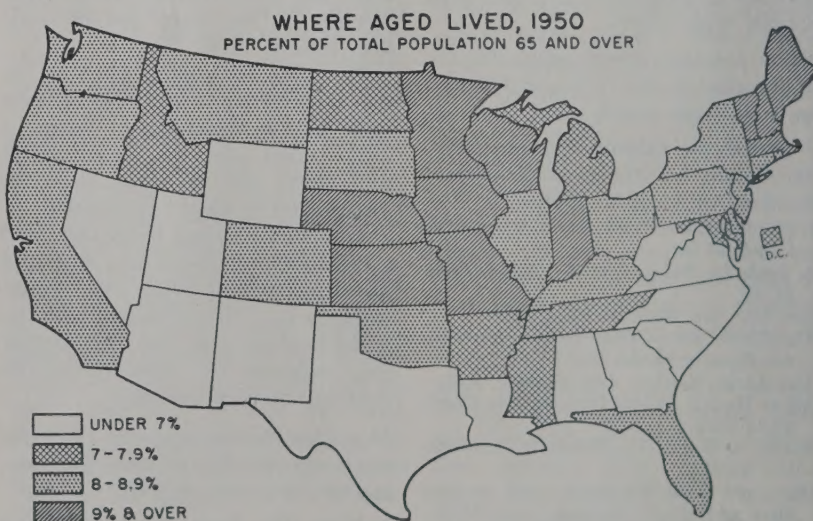 WHERE AGED LIVED, 1950
PERCENT OF TOTAL POPULATION 65 AND OVER
D.C.
UNDER 7%
7-7.9%
8-8.9%
9% & OVER